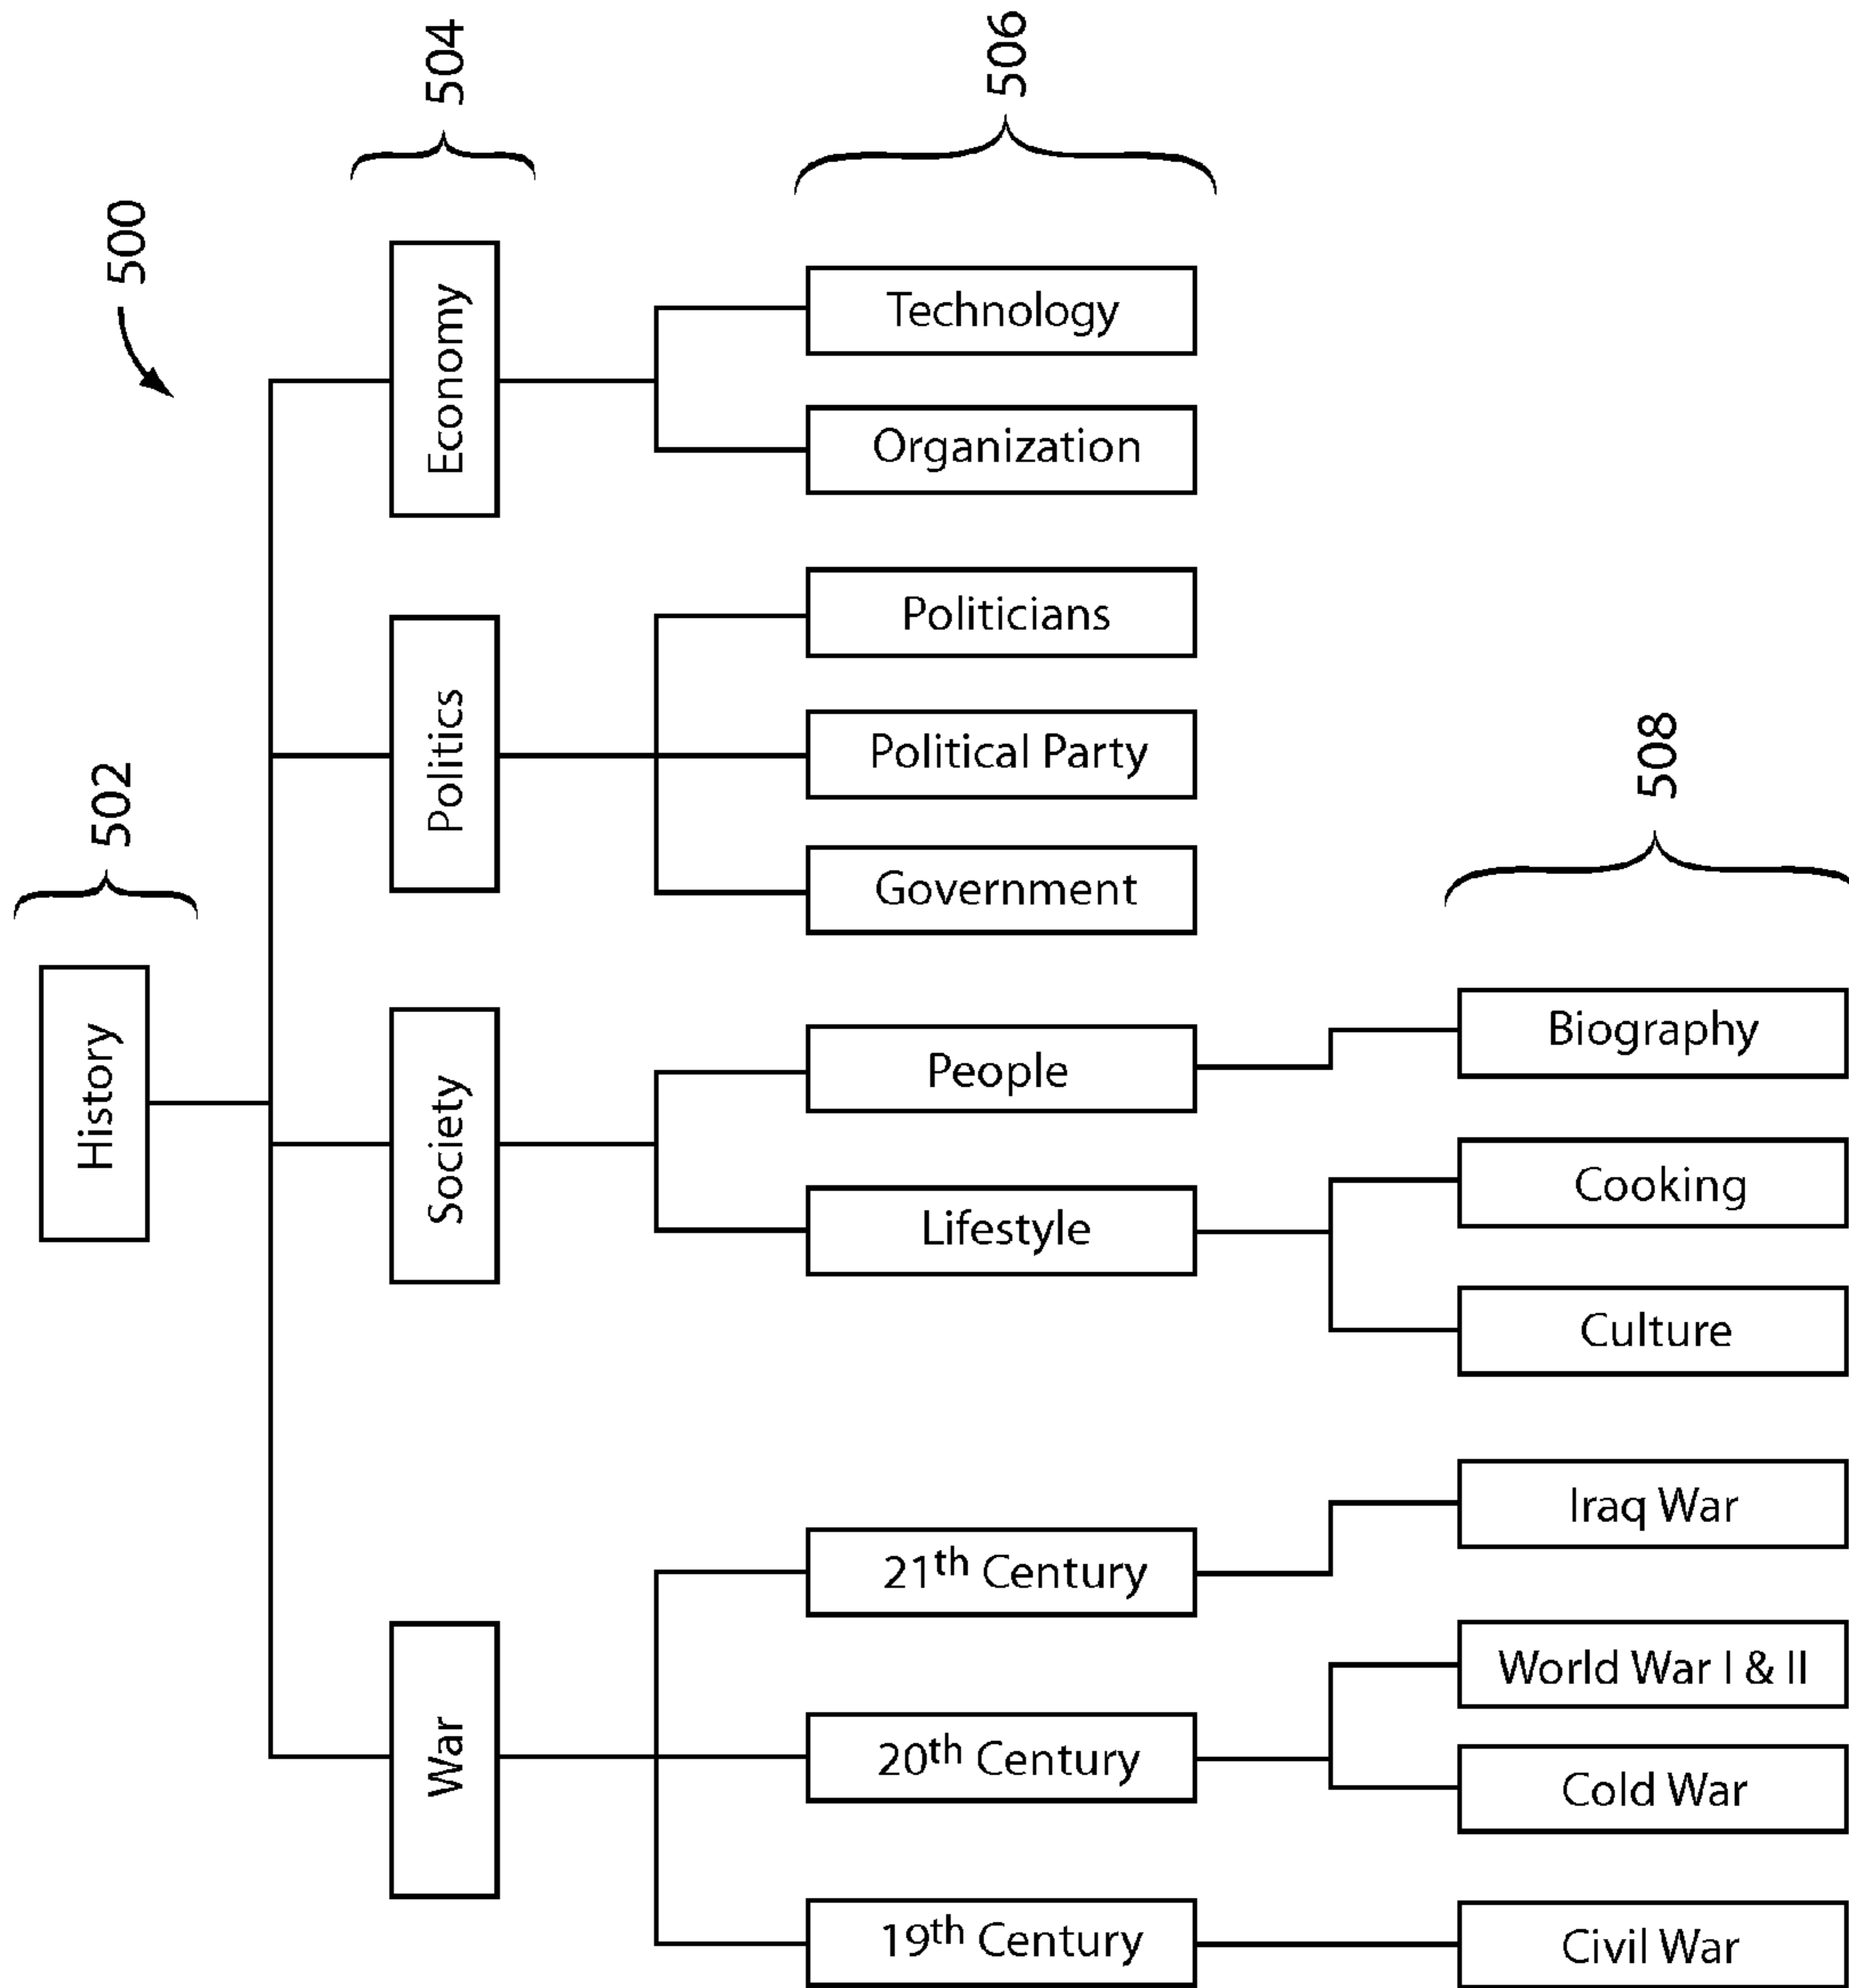 500
502
History
504
War
Society
Politics
Economy
506
19th Century
20th Century
21th Century
Lifestyle
People
Government
Political Party
Politicians
Organization
Technology
508
Civil War
Cold War
World War I & II
Iraq War
Culture
Cooking
Biography